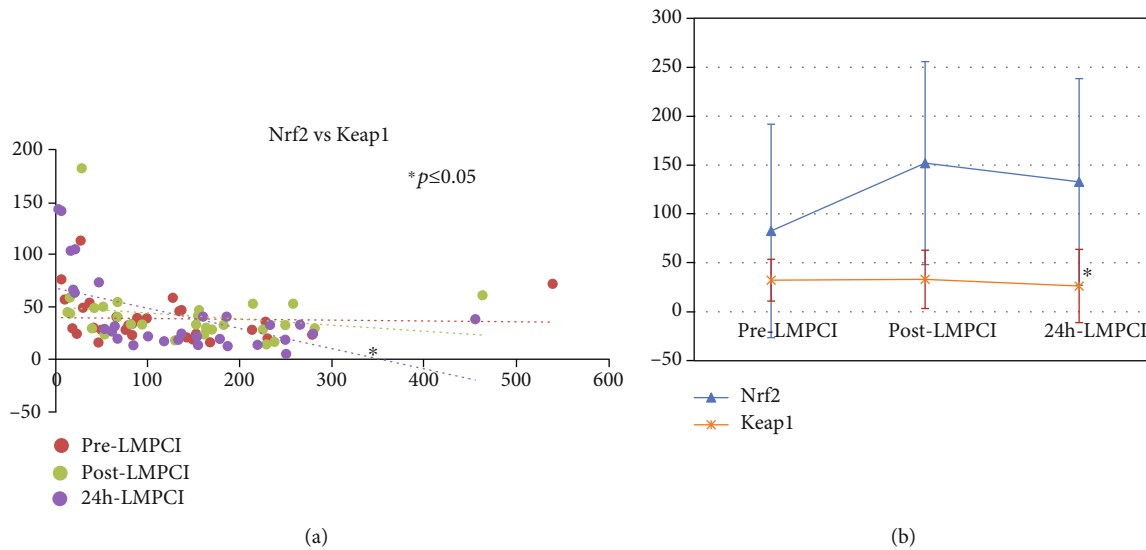 Nrf2 vs Keap1
*p≤0.05
200
150
100
50
0
−50
0 100 200 300 400 500 600
*
Pre-LMPCI
Post-LMPCI
24h-LMPCI
(a)
300
250
200
150
100
50
0
−50
*
Pre-LMPCI Post-LMPCI 24h-LMPCI
Nrf2
Keap1
(b)